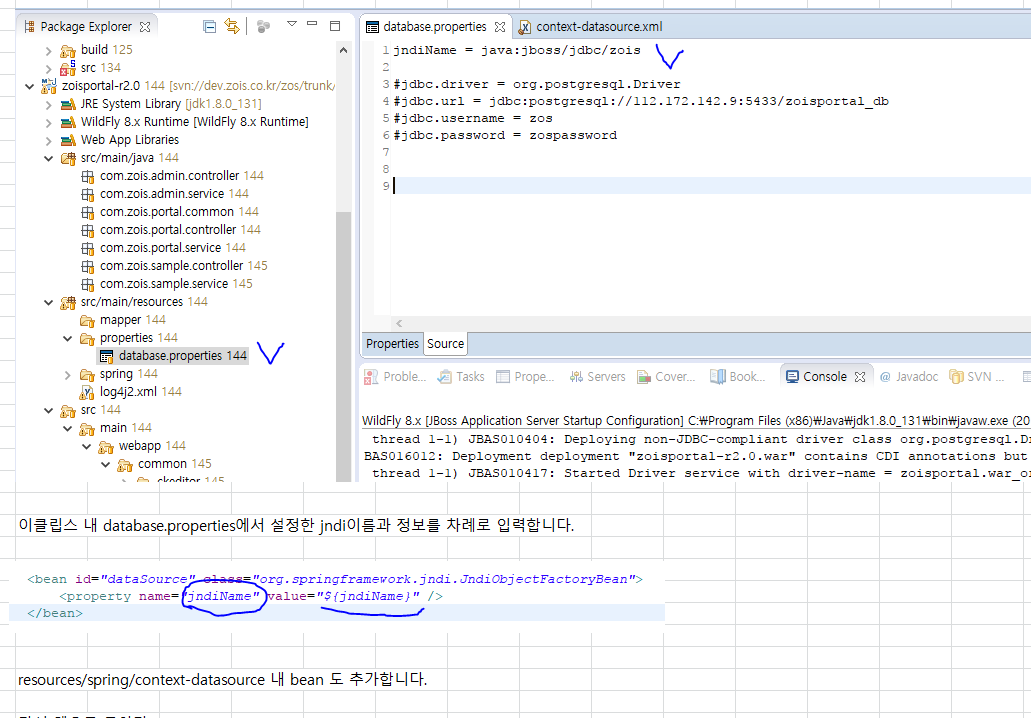 Package Explorer
build 125
src 134
zoisportal-r2.0 144 [svn://dev.zois.co.kr/zos/trunk/
JRE System Library [jdk1.8.0_131]
WildFly 8.x Runtime [WildFly 8.x Runtime]
Web App Libraries
src/main/java 144
com.zois.admin.controller 144
com.zois.admin.service 144
com.zois.portal.common 144
com.zois.portal.controller 144
com.zois.portal.service 144
com.zois.sample.controller 145
com.zois.sample.service 145
src/main/resources 144
mapper 144
properties 144
database.properties 144
spring 144
log4j2.xml 144
src 144
main 144
webapp 144
common 145
ckeditor 145
database.properties context-datasource.xml
1 jndiName = java:jboss/jdbc/zois
2
3 #jdbc.driver = org.postgresql.Driver
4 #jdbc.url = jdbc:postgresql://112.172.142.9:5433/zoisportal_db
5 #jdbc.username = zos
6 #jdbc.password = zospassword
7
8
9
Properties Source
Proble... Tasks Prope... Servers Cover... Book... Console @ Javadoc SVN ...
WildFly 8.x [JBoss Application Server Startup Configuration] C:₩Program Files (x86)₩Java₩jdk1.8.0_131₩bin₩javaw.exe (20
thread 1-1) JBAS010404: Deploying non-JDBC-compliant driver class org.postgresql.Dr
BAS016012: Deployment deployment "zoisportal-r2.0.war" contains CDI annotations but
thread 1-1) JBAS010417: Started Driver service with driver-name = zoisportal.war_or
이클립스 내 database.properties에서 설정한 jndi이름과 정보를 차례로 입력합니다.
<bean id="dataSource" class="org.springframework.jndi.JndiObjectFactoryBean">
<property name="jndiName" value="${jndiName}" />
</bean>
resources/spring/context-datasource 내 bean 도 추가합니다.